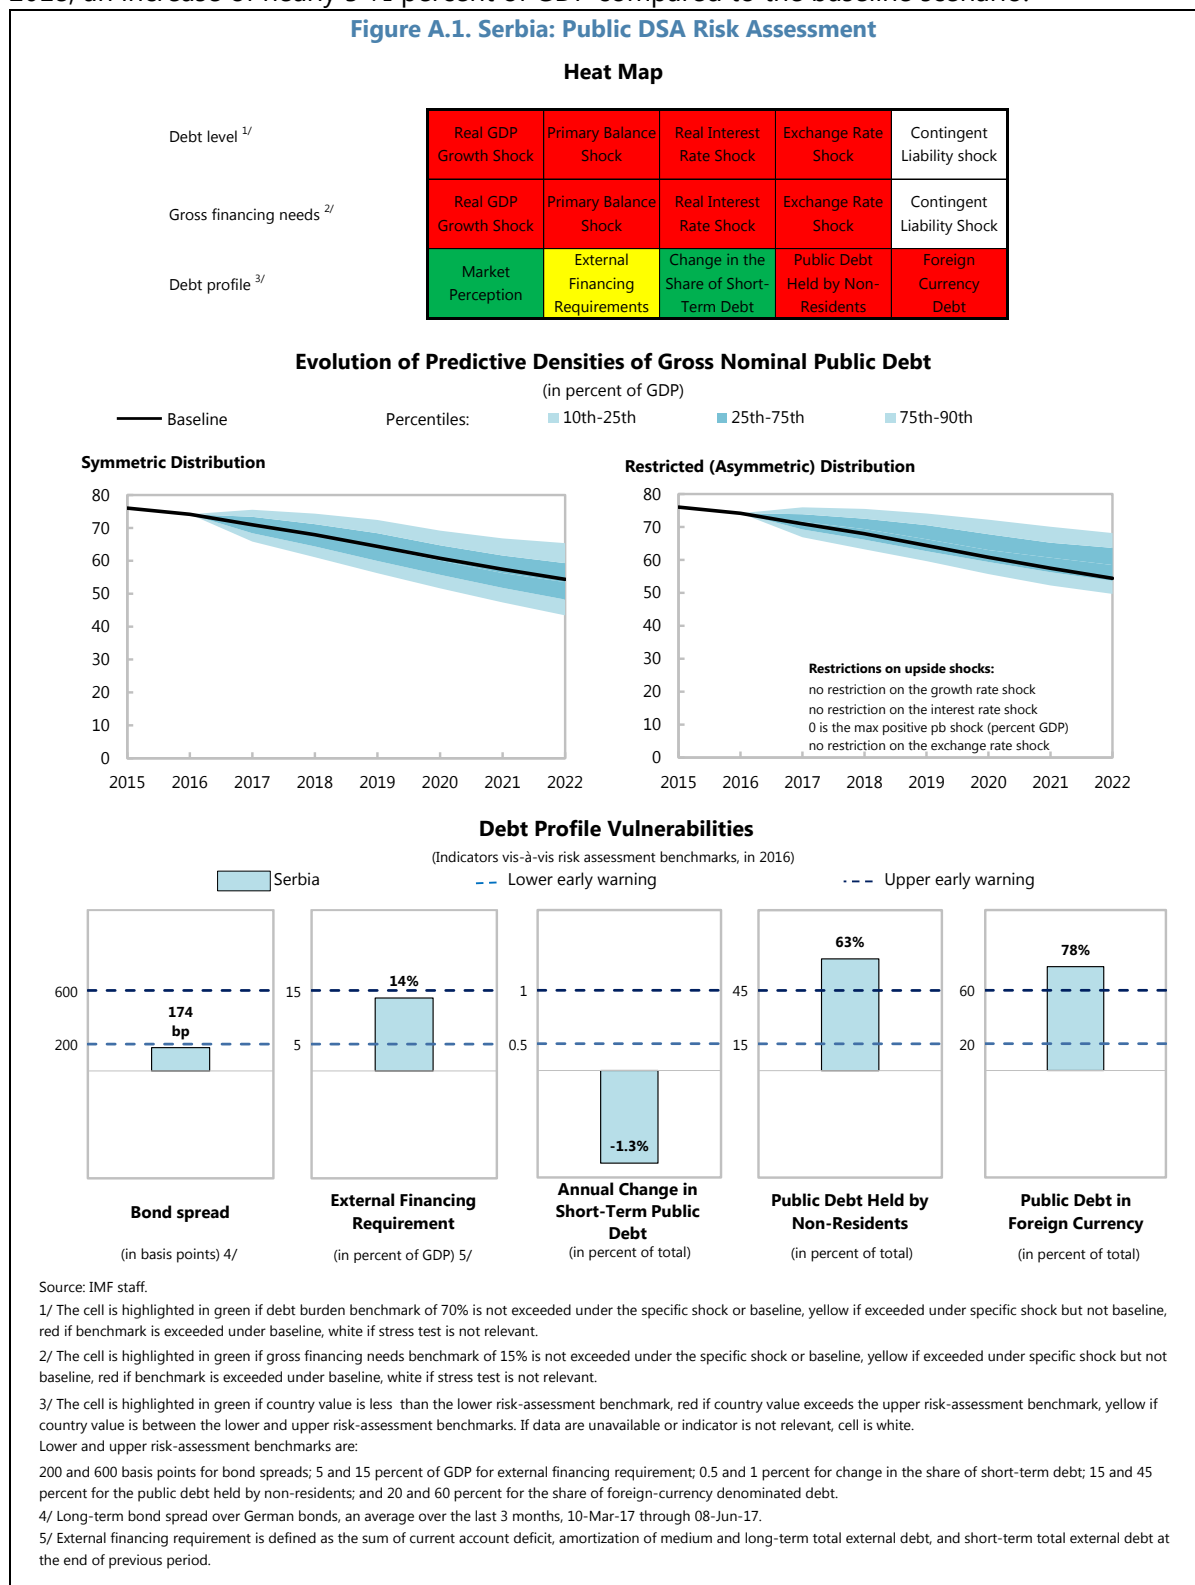 Figure A.1. Serbia: Public DSA Risk Assessment
Heat Map
Debt level 1/
Real GDP Growth Shock
Primary Balance Shock
Real Interest Rate Shock
Exchange Rate Shock
Contingent Liability shock
Gross financing needs 2/
Real GDP Growth Shock
Primary Balance Shock
Real Interest Rate Shock
Exchange Rate Shock
Contingent Liability Shock
Debt profile 3/
Market Perception
External Financing Requirements
Change in the Share of Short-Term Debt
Public Debt Held by Non-Residents
Foreign Currency Debt
Evolution of Predictive Densities of Gross Nominal Public Debt
(in percent of GDP)
Baseline
Percentiles:
10th-25th
25th-75th
75th-90th
Symmetric Distribution
80
70
60
50
40
30
20
10
0
2015 2016 2017 2018 2019 2020 2021 2022
Restricted (Asymmetric) Distribution
80
70
60
50
40
30
20
10
0
Restrictions on upside shocks:
no restriction on the growth rate shock
no restriction on the interest rate shock
0 is the max positive pb shock (percent GDP)
no restriction on the exchange rate shock
2015 2016 2017 2018 2019 2020 2021 2022
Debt Profile Vulnerabilities
(Indicators vis-à-vis risk assessment benchmarks, in 2016)
Serbia
Lower early warning
Upper early warning
600
200
174
bp
Bond spread
(in basis points) 4/
15
5
14%
External Financing
Requirement
(in percent of GDP) 5/
1
0.5
-1.3%
Annual Change in
Short-Term Public
Debt
(in percent of total)
45
15
63%
Public Debt Held by
Non-Residents
(in percent of total)
60
20
78%
Public Debt in
Foreign Currency
(in percent of total)
Source: IMF staff.
1/ The cell is highlighted in green if debt burden benchmark of 70% is not exceeded under the specific shock or baseline, yellow if exceeded under specific shock but not baseline,
red if benchmark is exceeded under baseline, white if stress test is not relevant.
2/ The cell is highlighted in green if gross financing needs benchmark of 15% is not exceeded under the specific shock or baseline, yellow if exceeded under specific shock but not
baseline, red if benchmark is exceeded under baseline, white if stress test is not relevant.
3/ The cell is highlighted in green if country value is less than the lower risk-assessment benchmark, red if country value exceeds the upper risk-assessment benchmark, yellow if
country value is between the lower and upper risk-assessment benchmarks. If data are unavailable or indicator is not relevant, cell is white.
Lower and upper risk-assessment benchmarks are:
200 and 600 basis points for bond spreads; 5 and 15 percent of GDP for external financing requirement; 0.5 and 1 percent for change in the share of short-term debt; 15 and 45
percent for the public debt held by non-residents; and 20 and 60 percent for the share of foreign-currency denominated debt.
4/ Long-term bond spread over German bonds, an average over the last 3 months, 10-Mar-17 through 08-Jun-17.
5/ External financing requirement is defined as the sum of current account deficit, amortization of medium and long-term total external debt, and short-term total external debt at
the end of previous period.